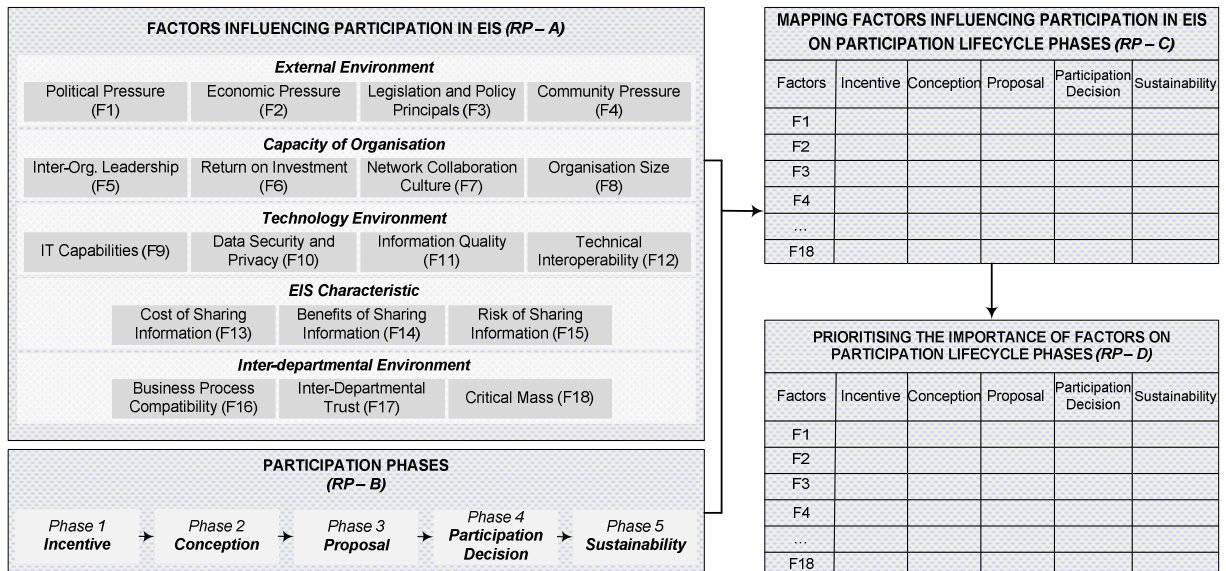 FACTORS INFLUENCING PARTICIPATION IN EIS (RP – A)
External Environment
Political Pressure
(F1)
Economic Pressure
(F2)
Legislation and Policy
Principals (F3)
Community Pressure
(F4)
Capacity of Organisation
Inter-Org. Leadership
(F5)
Return on Investment
(F6)
Network Collaboration
Culture (F7)
Organisation Size
(F8)
Technology Environment
IT Capabilities (F9)
Data Security and
Privacy (F10)
Information Quality
(F11)
Technical
Interoperability (F12)
EIS Characteristic
Cost of Sharing
Information (F13)
Benefits of Sharing
Information (F14)
Risk of Sharing
Information (F15)
Inter-departmental Environment
Business Process
Compatibility (F16)
Inter-Departmental
Trust (F17)
Critical Mass (F18)
PARTICIPATION PHASES
(RP – B)
Phase 1
Incentive
Phase 2
Conception
Phase 3
Proposal
Phase 4
Participation
Decision
Phase 5
Sustainability
MAPPING FACTORS INFLUENCING PARTICIPATION IN EIS
ON PARTICIPATION LIFECYCLE PHASES (RP – C)
Factors
Incentive
Conception
Proposal
Participation
Decision
Sustainability
F1
F2
F3
F4
...
F18
PRIORITISING THE IMPORTANCE OF FACTORS ON
PARTICIPATION LIFECYCLE PHASES (RP – D)
Factors
Incentive
Conception
Proposal
Participation
Decision
Sustainability
F1
F2
F3
F4
...
F18